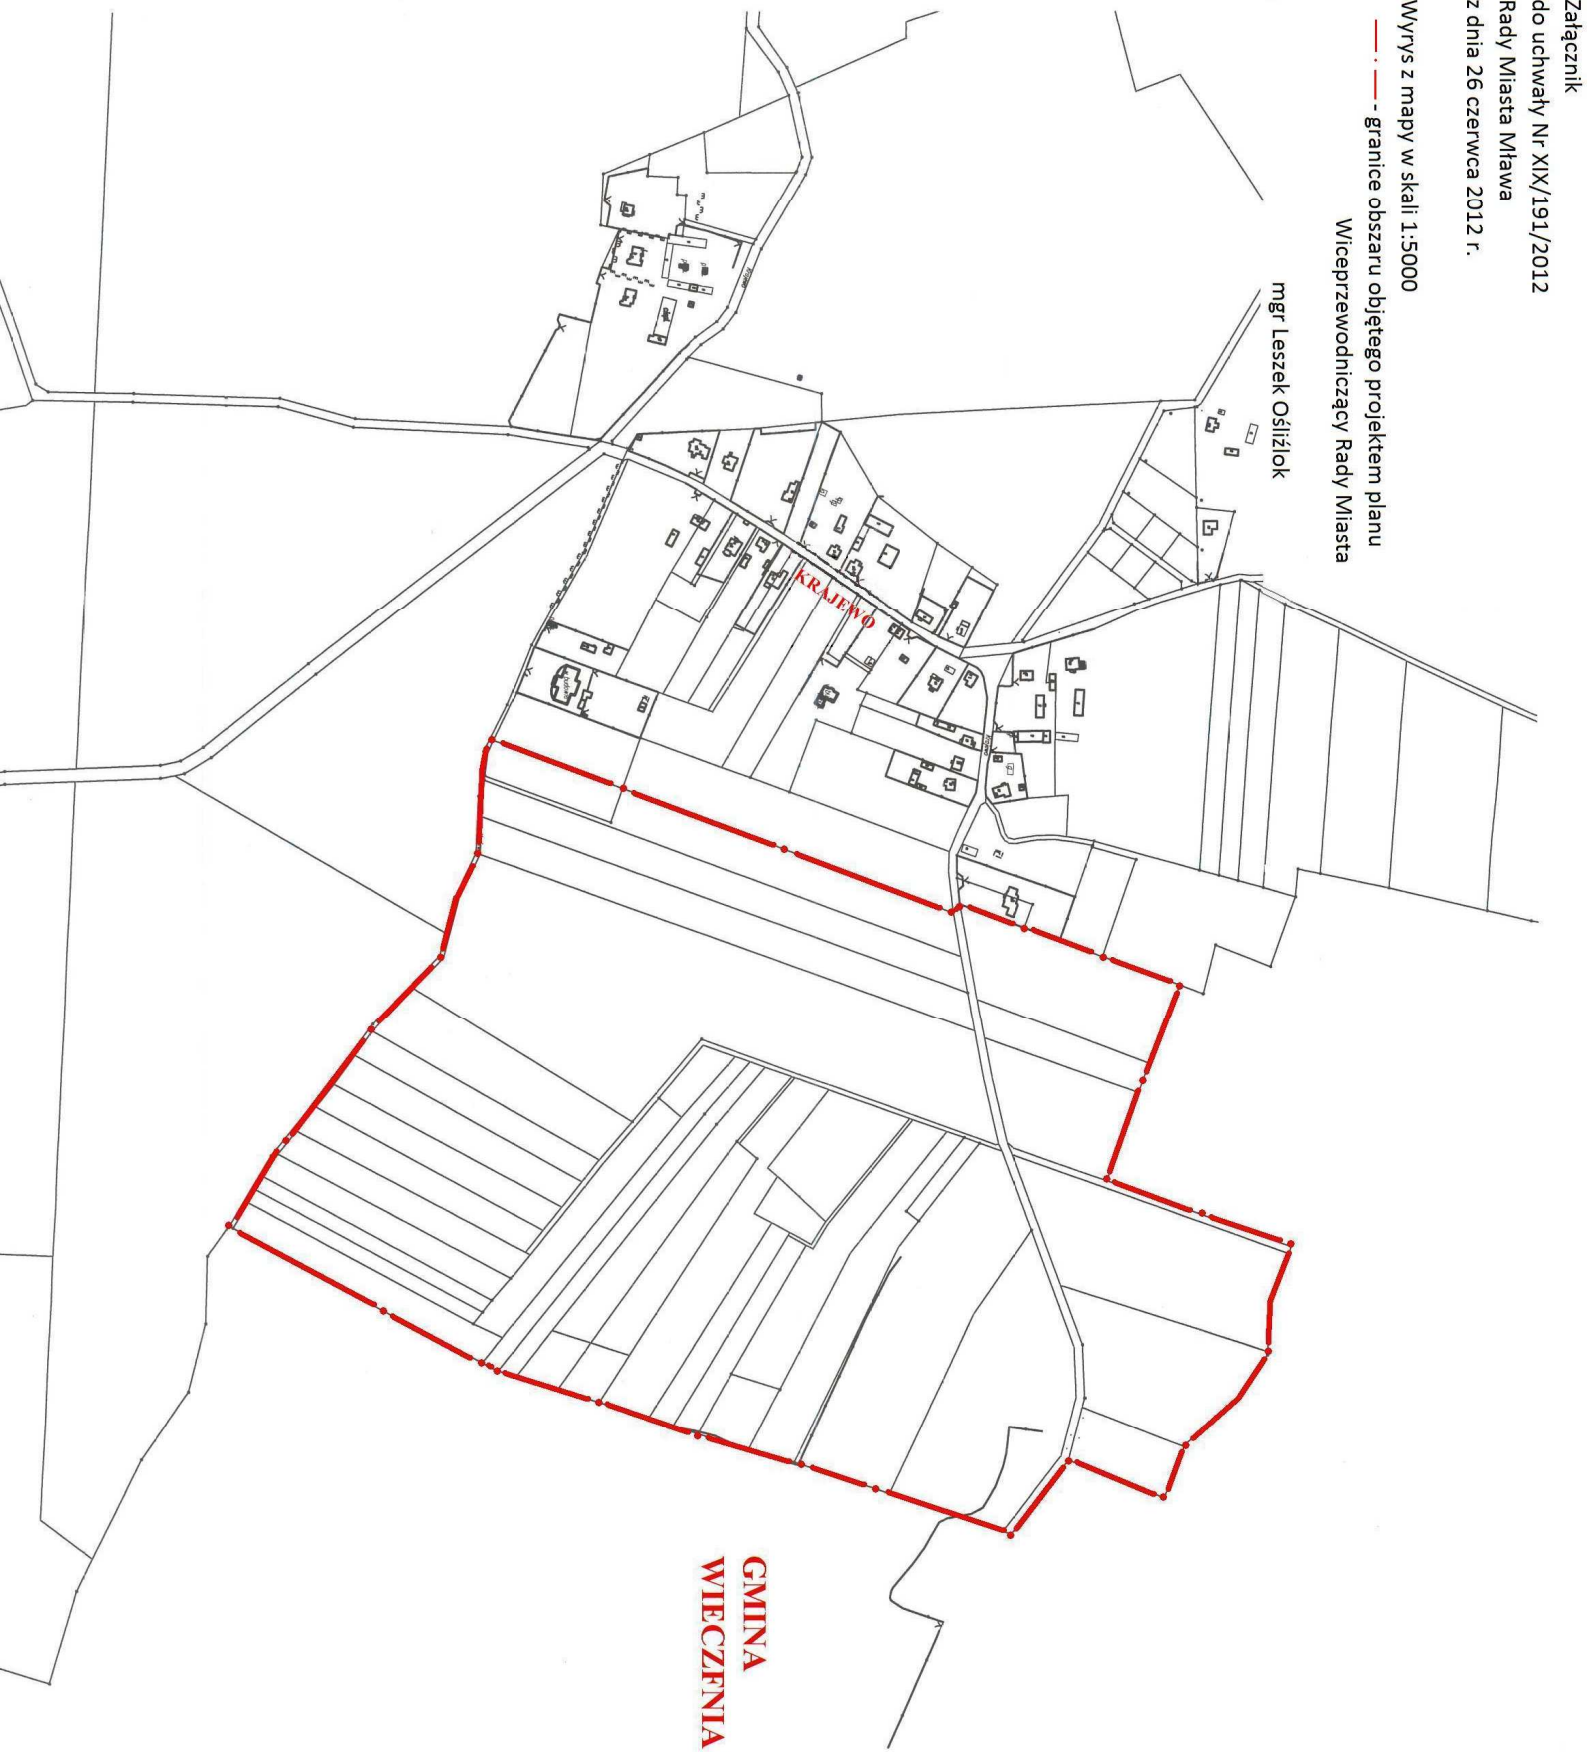 Załącznik
do uchwały Nr XIX/191/2012
Rady Miasta Mława
z dnia 26 czerwca 2012 r.
Wyrys z mapy w skali 1:5000
- granice obszaru objętego projektem planu
Wiceprzewodniczący Rady Miasta
mgr Leszek Ośliźlok
KRAJEWO
GMINA
WIECZFNIA